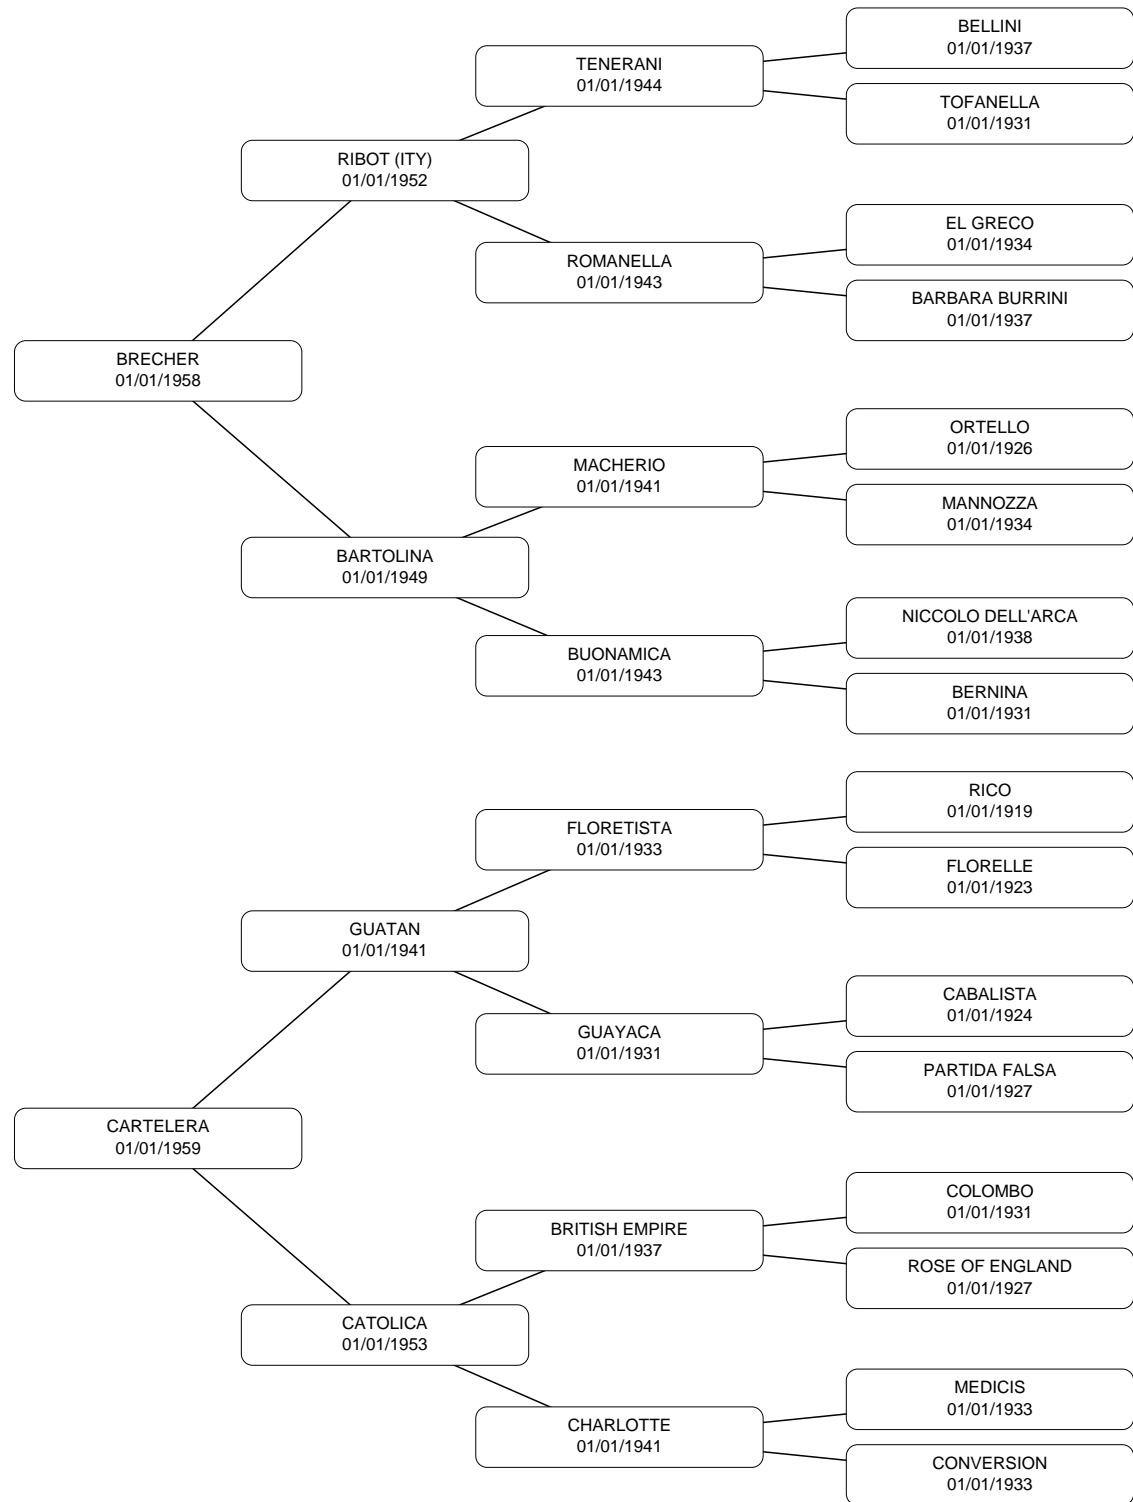 BELLINI
01/01/1937
TENERANI
01/01/1944
TOFANELLA
01/01/1931
RIBOT (ITY)
01/01/1952
EL GRECO
01/01/1934
ROMANELLA
01/01/1943
BARBARA BURRINI
01/01/1937
BRECHER
01/01/1958
ORTELLO
01/01/1926
MACHERIO
01/01/1941
MANNOZZA
01/01/1934
BARTOLINA
01/01/1949
NICCOLO DELL'ARCA
01/01/1938
BUONAMICA
01/01/1943
BERNINA
01/01/1931
RICO
01/01/1919
FLORETISTA
01/01/1933
FLORELLE
01/01/1923
GUATAN
01/01/1941
CABALISTA
01/01/1924
GUAYACA
01/01/1931
PARTIDA FALSA
01/01/1927
CARTELERA
01/01/1959
COLOMBO
01/01/1931
BRITISH EMPIRE
01/01/1937
ROSE OF ENGLAND
01/01/1927
CATOLICA
01/01/1953
MEDICIS
01/01/1933
CHARLOTTE
01/01/1941
CONVERSION
01/01/1933